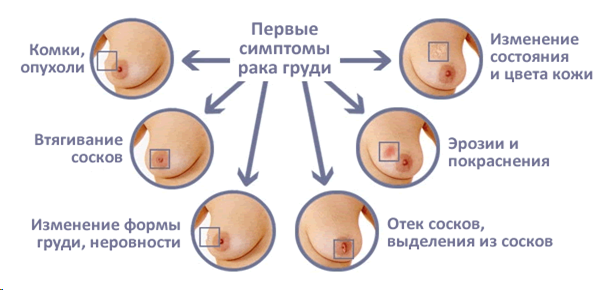 Первые
симптомы
рака груди
Комки,
опухоли
Изменение
состояния
и цвета кожи
Втягивание
сосков
Эрозии и
покраснения
Изменение формы
груди, неровности
Отек сосков,
выделения из сосков